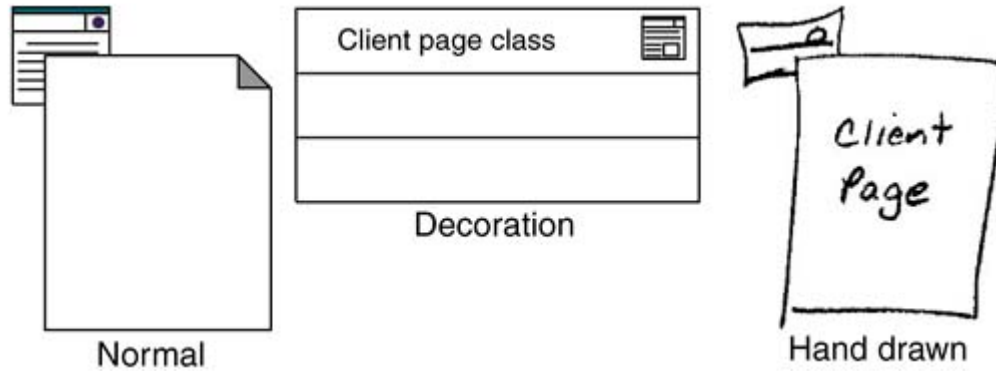 Client page class
Client
Page
Decoration
Normal
Hand drawn